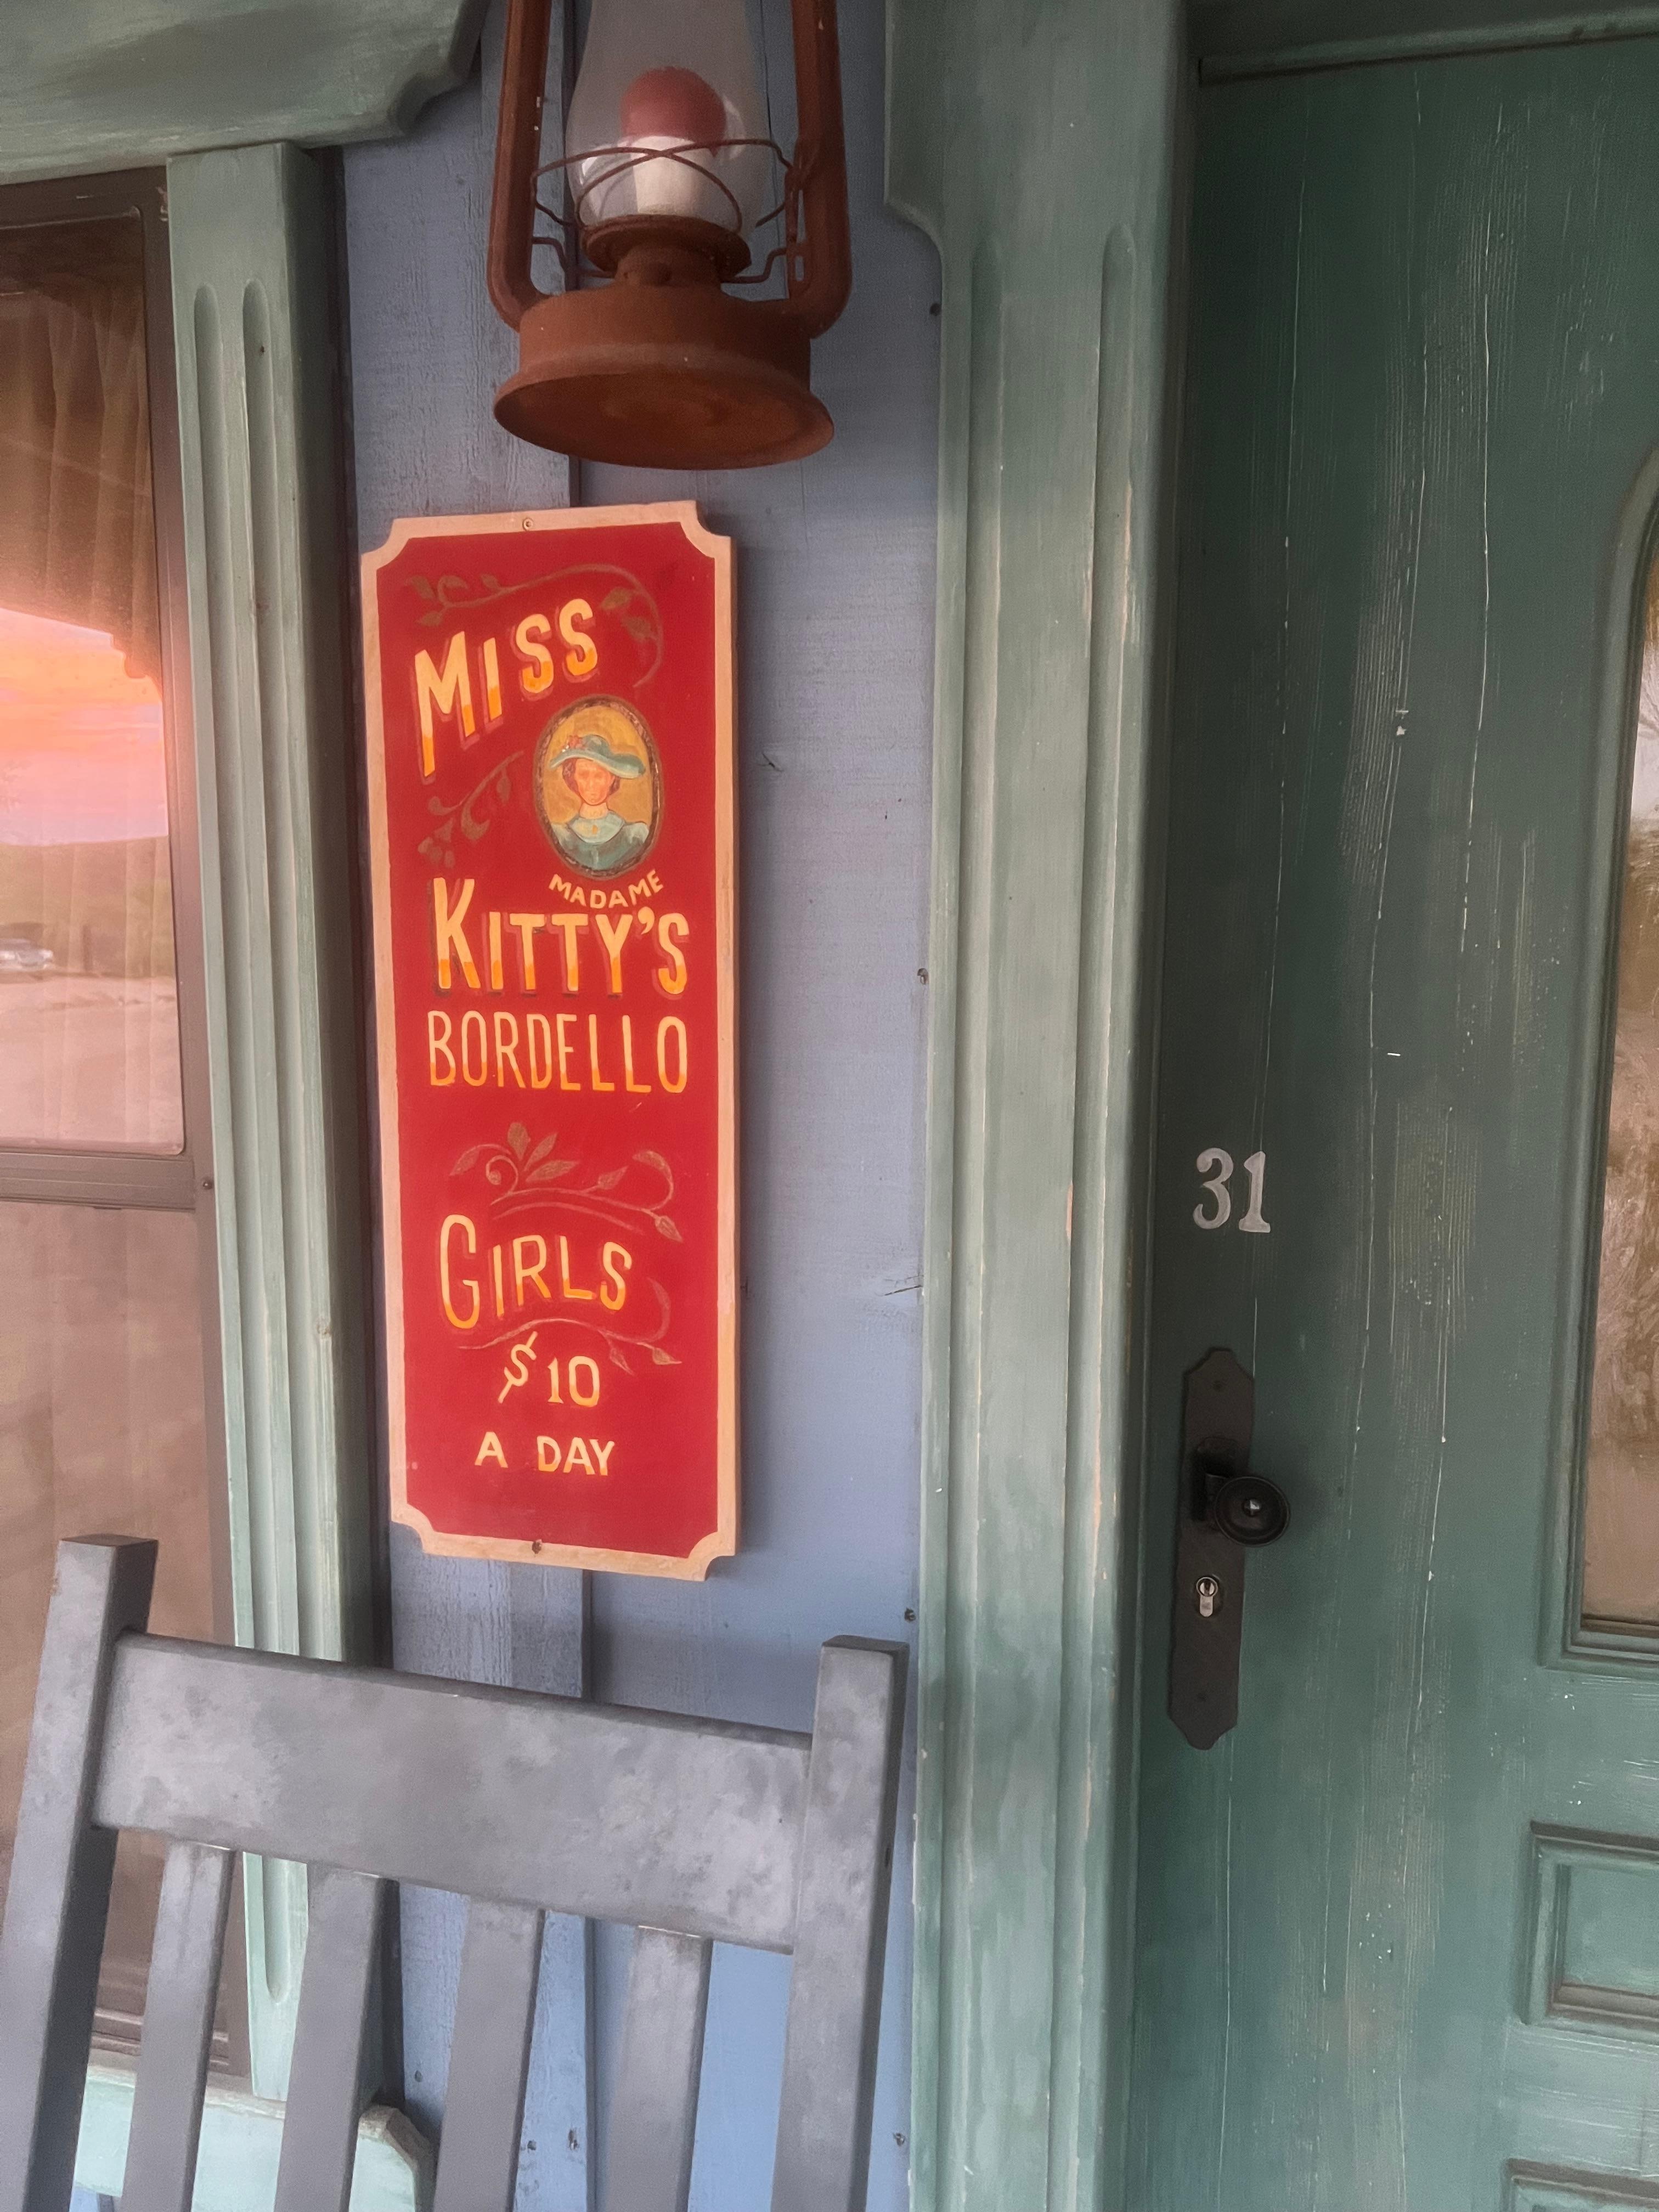 MISS
MADAME
KITTY'S
BORDELLO
GIRLS
$10
A DAY
31